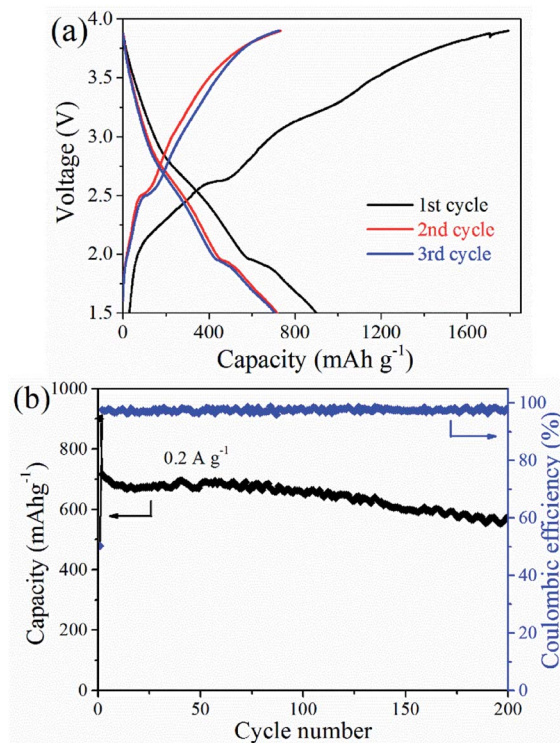 (a)
4.0
3.5
3.0
2.5
2.0
1.5
Voltage (V)
1st cycle
2nd cycle
3rd cycle
0 400 800 1200 1600
Capacity (mAh g-1)
(b)
1000
800
600
400
200
0
Capacity (mAhg-1)
0.2 A g-1
100
80
60
40
20
0
Coulombic efficiency (%)
0 50 100 150 200
Cycle number